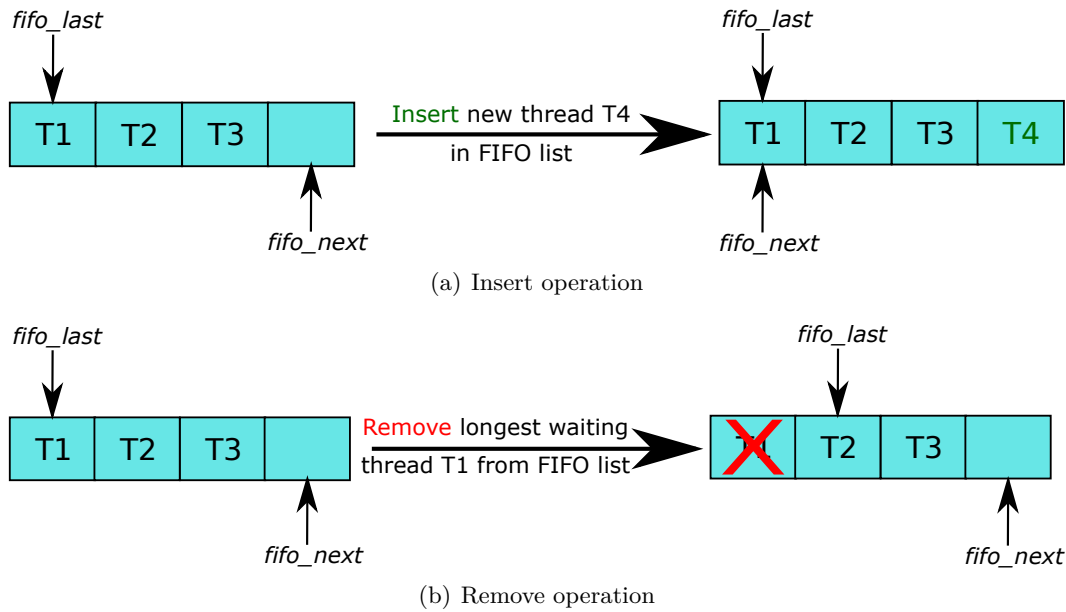 fifo_last
fifo_last
T1 T2 T3
Insert new thread T4
in FIFO list
T1 T2 T3 T4
fifo_next
fifo_next
(a) Insert operation
fifo_last
fifo_last
T1 T2 T3
Remove longest waiting
thread T1 from FIFO list
T1 T2 T3
fifo_next
fifo_next
(b) Remove operation